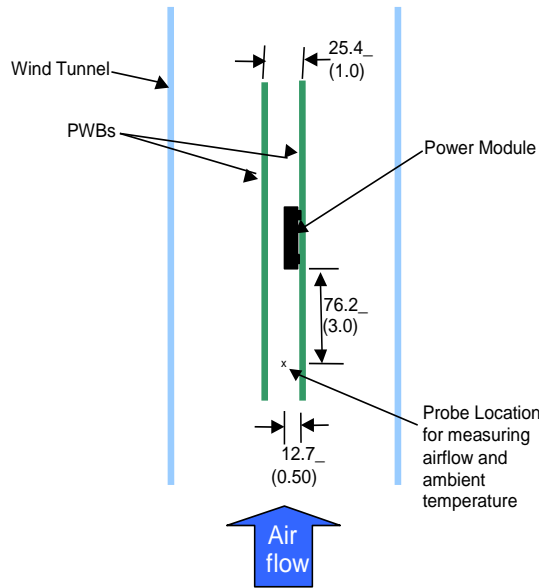 25.4_
(1.0)
Wind Tunnel
PWBs
Power Module
76.2_
(3.0)
x
Probe Location
for measuring
airflow and
ambient
temperature
12.7_
(0.50)
Air
flow